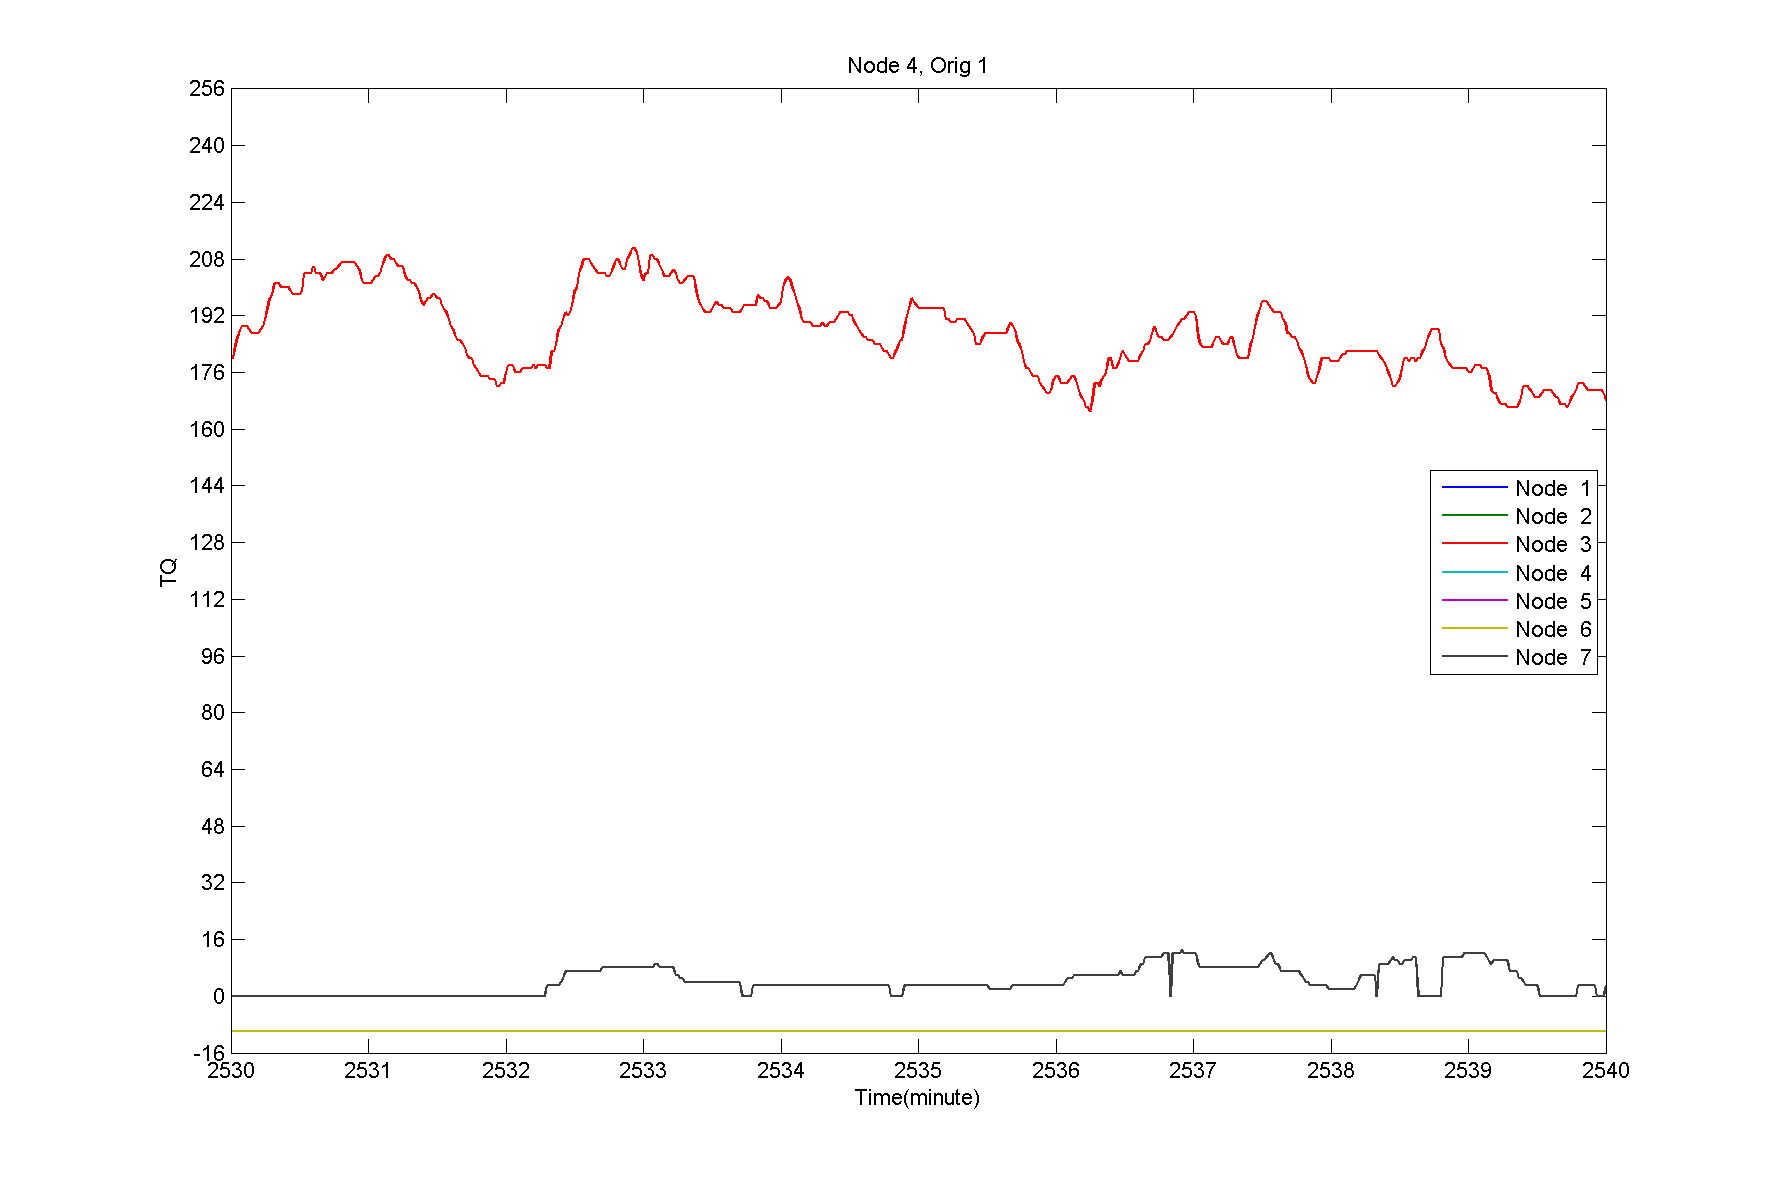 Node 4, Orig 1
256
240
224
208
192
176
160
144
128
112
96
80
64
48
32
16
0
-16
TQ
Node 1
Node 2
Node 3
Node 4
Node 5
Node 6
Node 7
2530 2531 2532 2533 2534 2535 2536 2537 2538 2539 2540
Time(minute)